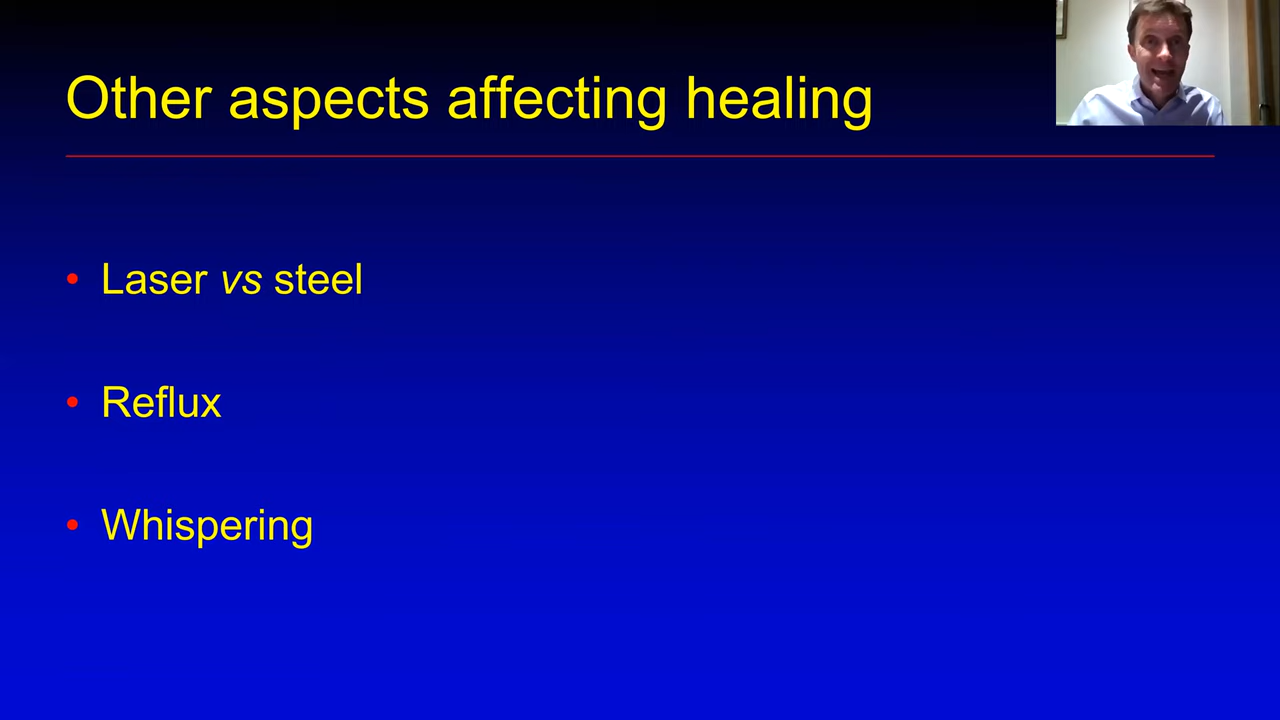 Other aspects affecting healing
• Laser vs steel
• Reflux
• Whispering